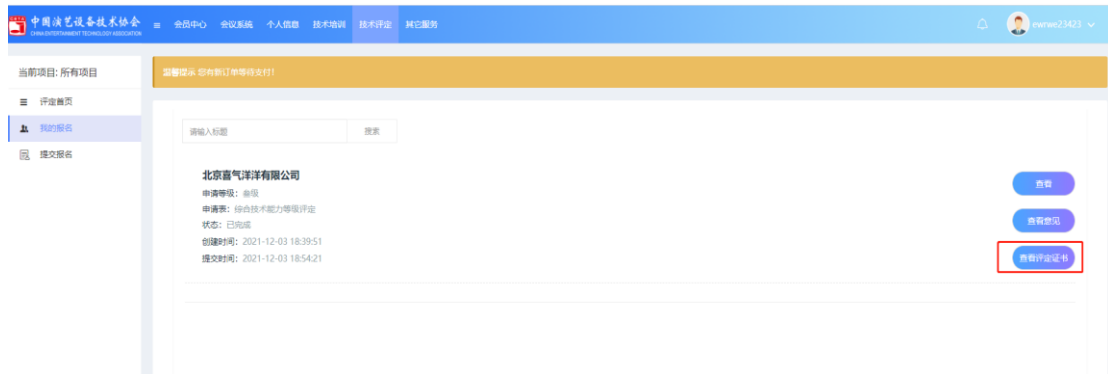 中国演艺设备技术协会
CHINA ENTERTAINMENT TECHNOLOGY ASSOCIATION
会员中心 会议系统 个人信息 技术培训 技术评定 其它服务
ewrwe23423
当前项目: 所有项目
温馨提示 您有新订单等待支付!
评定首页
我的报名
提交报名
请输入标题 搜索
北京喜气洋洋有限公司
申请等级: 叁级
申请表: 综合技术能力等级评定
状态: 已完成
创建时间: 2021-12-03 18:39:51
提交时间: 2021-12-03 18:54:21
查看
查看意见
查看评定证书